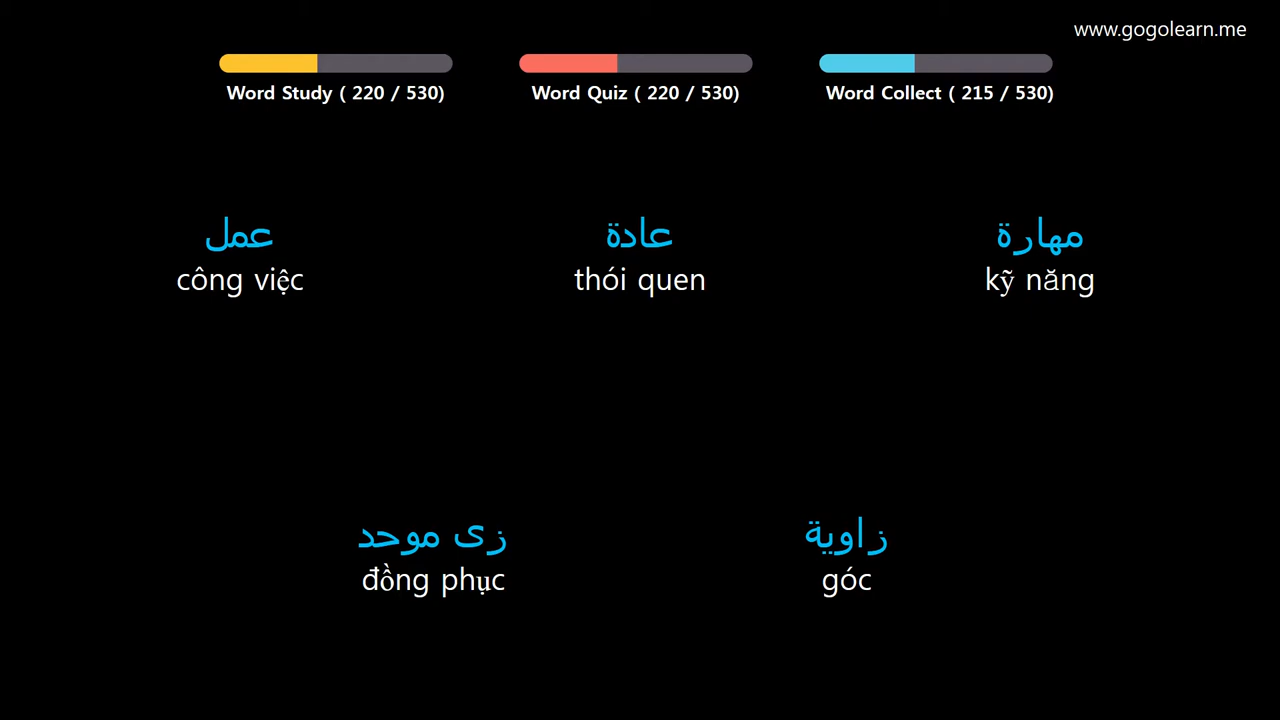 www.gogolearn.me
Word Study ( 220 / 530)
Word Quiz ( 220 / 530)
Word Collect ( 215 / 530)
عمل
công việc
عادة
thói quen
مهارة
kỹ năng
زى موحد
đồng phục
زاوية
góc